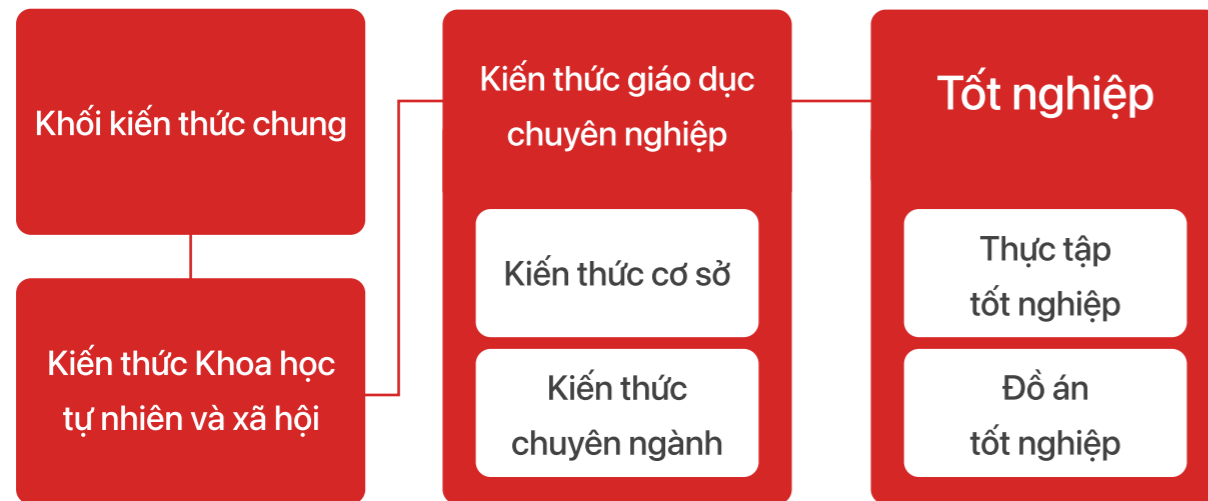 Khối kiến thức chung
Kiến thức Khoa học
tự nhiên và xã hội
Kiến thức giáo dục
chuyên nghiệp
Kiến thức cơ sở
Kiến thức
chuyên ngành
Tốt nghiệp
Thực tập
tốt nghiệp
Đồ án
tốt nghiệp